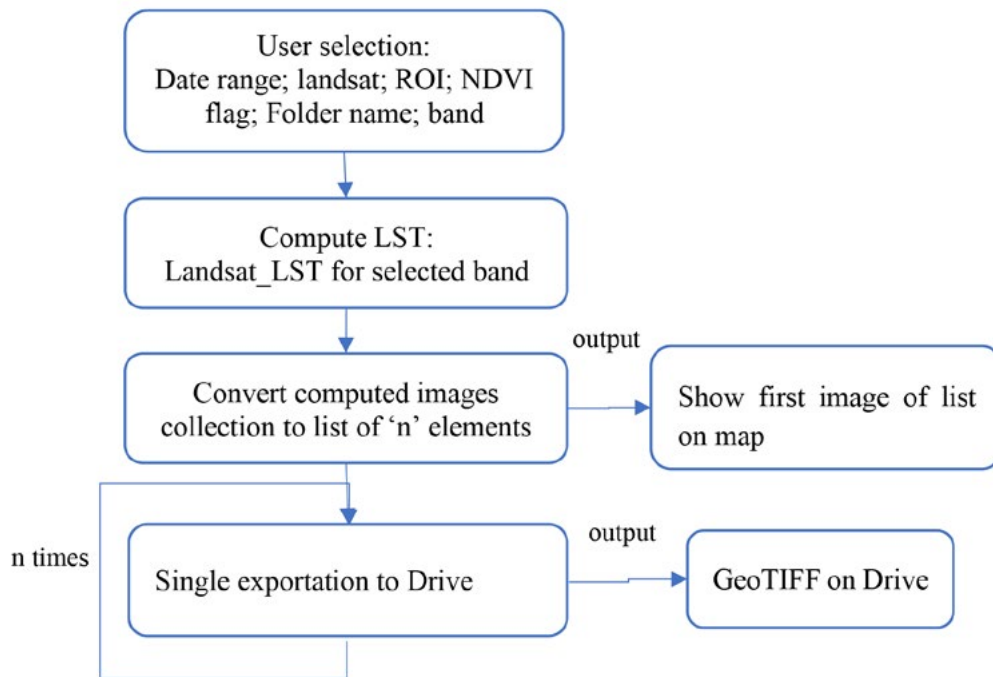 User selection:
Date range; landsat; ROI; NDVI
flag; Folder name; band
Compute LST:
Landsat_LST for selected band
output
Convert computed images
collection to list of ‘n’ elements
Show first image of list
on map
output
n times
Single exportation to Drive
GeoTIFF on Drive